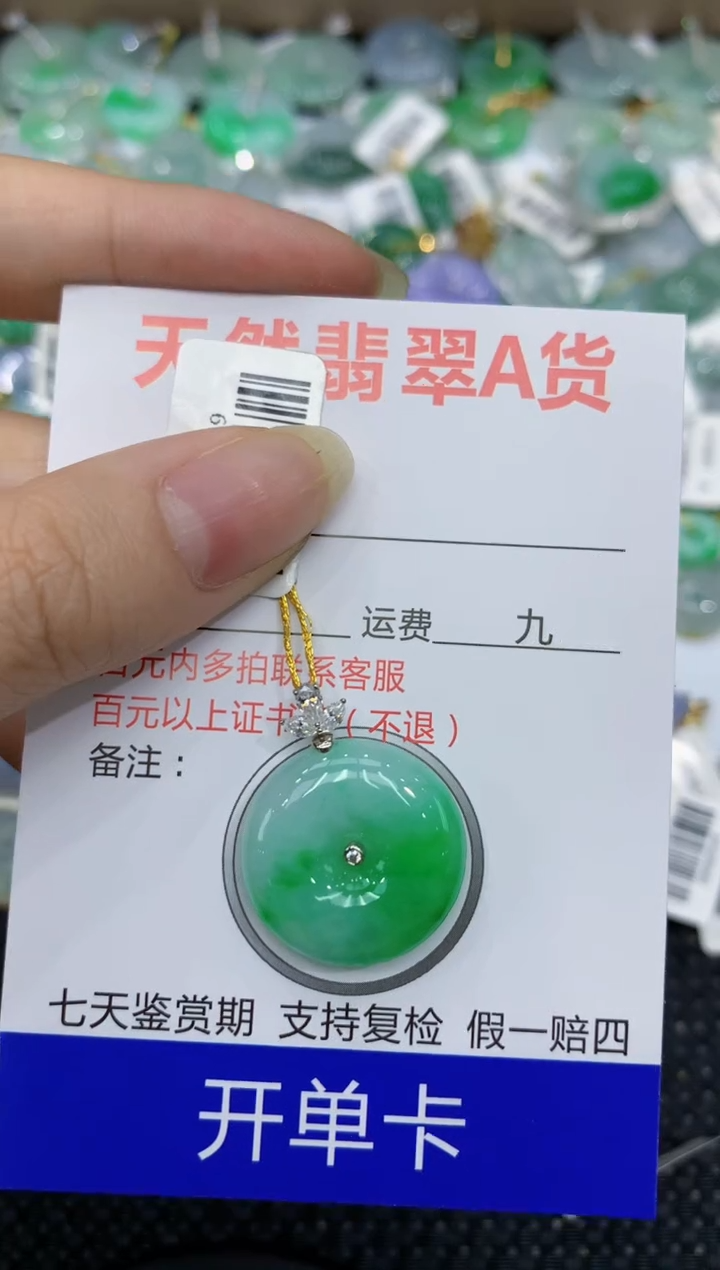 天然翡翠A货
运费 九
百元内多拍联系客服
百元以上证书 （不退）
备注：
七天鉴赏期 支持复检 假一赔四
开单卡